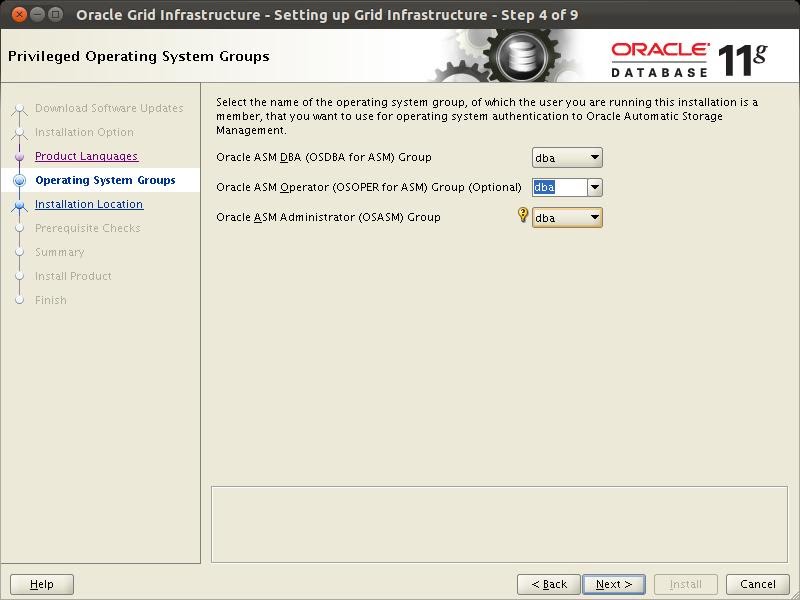 Oracle Grid Infrastructure - Setting up Grid Infrastructure - Step 4 of 9
Privileged Operating System Groups
ORACLE
DATABASE 11g
Download Software Updates
Installation Option
Product Languages
Operating System Groups
Installation Location
Prerequisite Checks
Summary
Install Product
Finish
Select the name of the operating system group, of which the user you are running this installation is a
member, that you want to use for operating system authentication to Oracle Automatic Storage
Management.
Oracle ASM DBA (OSDBA for ASM) Group dba
Oracle ASM Operator (OSOPER for ASM) Group (Optional) dba
Oracle ASM Administrator (OSASM) Group dba
Help
< Back
Next >
Install
Cancel